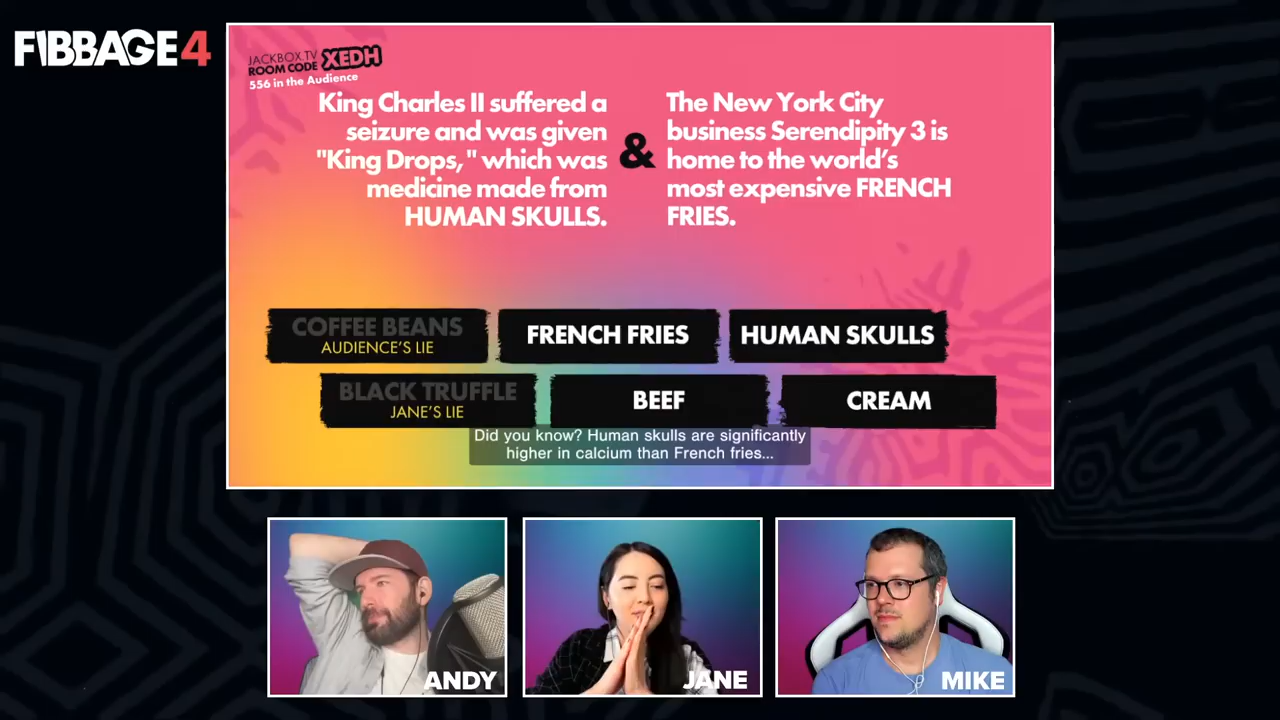 FIBBAGE 4
JACKBOX.TV
ROOM CODE XEDH
556 in the Audience
King Charles II suffered a
seizure and was given
"King Drops," which was
medicine made from
HUMAN SKULLS.
&
The New York City
business Serendipity 3 is
home to the world's
most expensive FRENCH
FRIES.
COFFEE BEANS
AUDIENCE'S LIE
FRENCH FRIES
HUMAN SKULLS
BLACK TRUFFLE
JANE'S LIE
BEEF
CREAM
Did you know? Human skulls are significantly
higher in calcium than French fries...
ANDY
JANE
MIKE